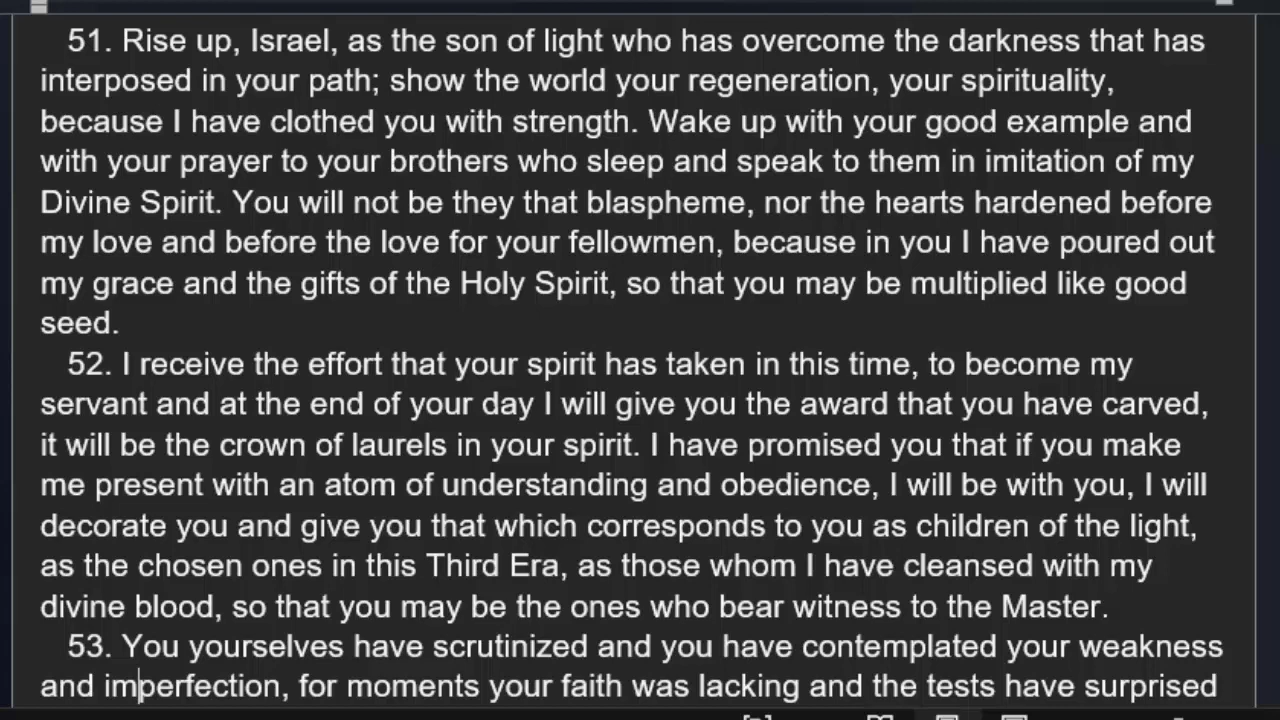 51. Rise up, Israel, as the son of light who has overcome the darkness that has
interposed in your path; show the world your regeneration, your spirituality,
because I have clothed you with strength. Wake up with your good example and
with your prayer to your brothers who sleep and speak to them in imitation of my
Divine Spirit. You will not be they that blaspheme, nor the hearts hardened before
my love and before the love for your fellowmen, because in you I have poured out
my grace and the gifts of the Holy Spirit, so that you may be multiplied like good
seed.
52. I receive the effort that your spirit has taken in this time, to become my
servant and at the end of your day I will give you the award that you have carved,
it will be the crown of laurels in your spirit. I have promised you that if you make
me present with an atom of understanding and obedience, I will be with you, I will
decorate you and give you that which corresponds to you as children of the light,
as the chosen ones in this Third Era, as those whom I have cleansed with my
divine blood, so that you may be the ones who bear witness to the Master.
53. You yourselves have scrutinized and you have contemplated your weakness
and imperfection, for moments your faith was lacking and the tests have surprised